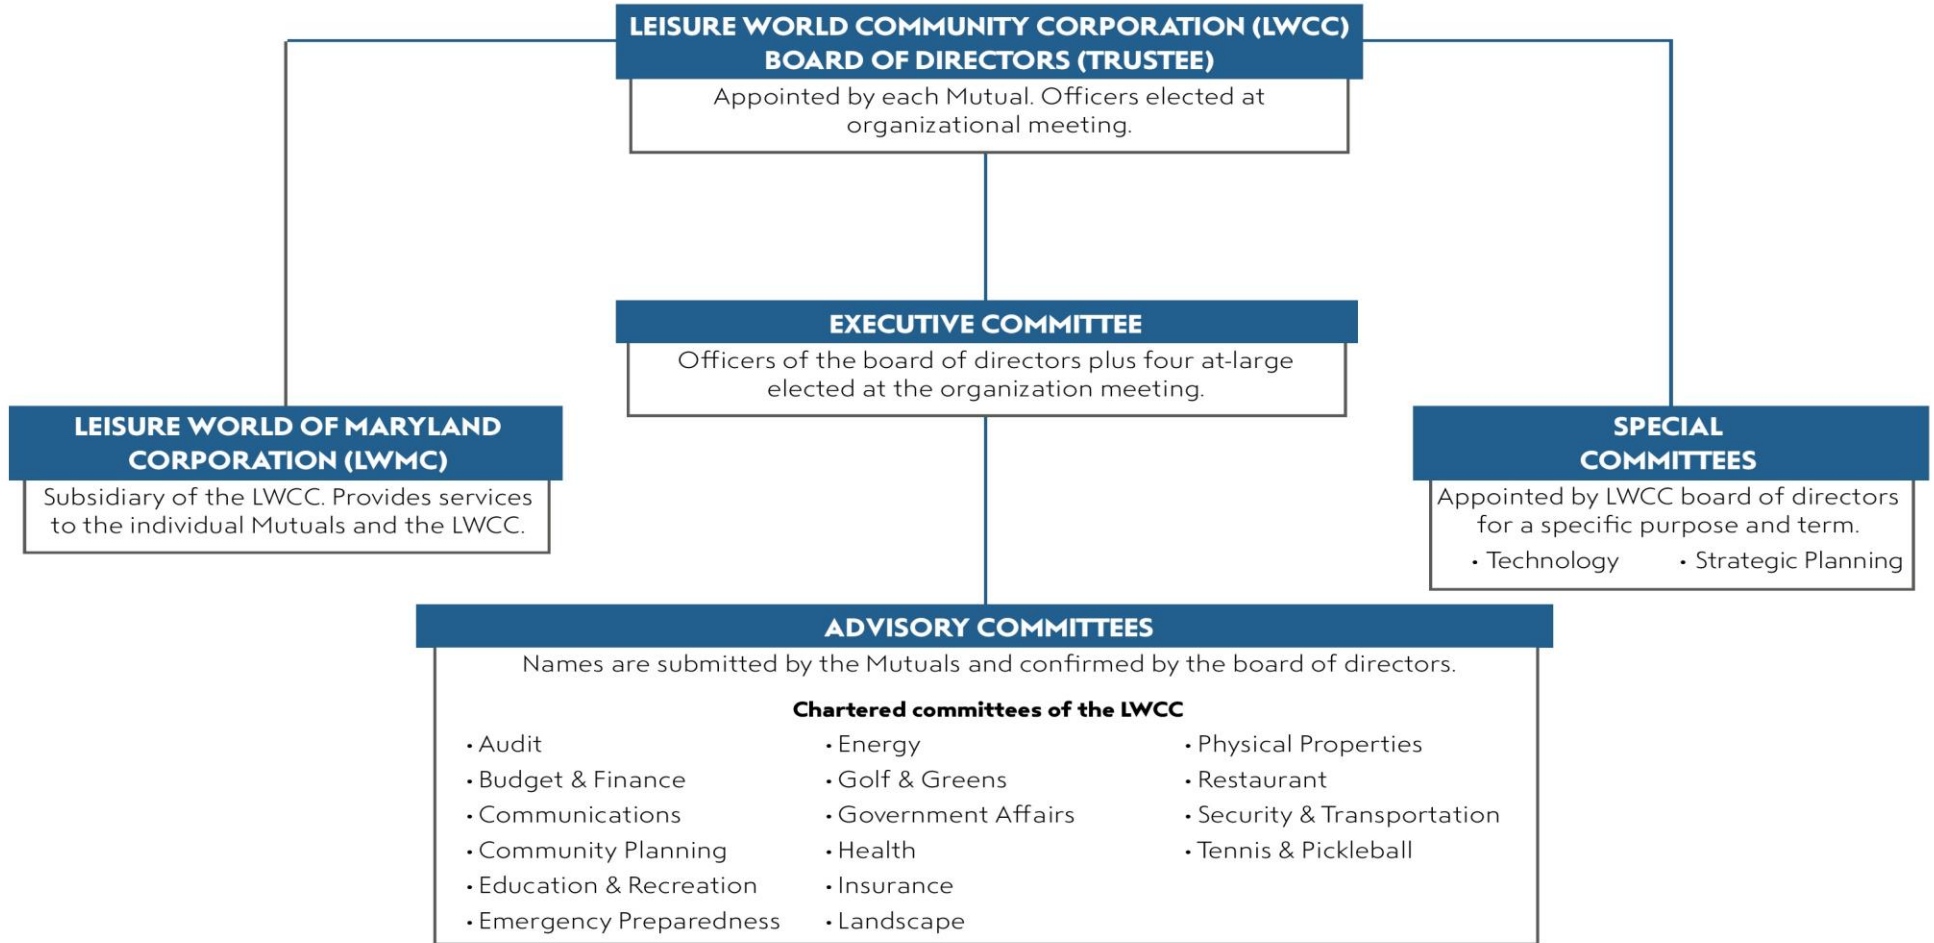 LEISURE WORLD COMMUNITY CORPORATION (LWCC)
BOARD OF DIRECTORS (TRUSTEE)
Appointed by each Mutual. Officers elected at
organizational meeting.
EXECUTIVE COMMITTEE
Officers of the board of directors plus four at-large
elected at the organization meeting.
LEISURE WORLD OF MARYLAND
CORPORATION (LWMC)
Subsidiary of the LWCC. Provides services
to the individual Mutuals and the LWCC.
SPECIAL
COMMITTEES
Appointed by LWCC board of directors
for a specific purpose and term.
• Technology • Strategic Planning
ADVISORY COMMITTEES
Names are submitted by the Mutuals and confirmed by the board of directors.
Chartered committees of the LWCC
• Audit
• Budget & Finance
• Communications
• Community Planning
• Education & Recreation
• Emergency Preparedness
• Energy
• Golf & Greens
• Government Affairs
• Health
• Insurance
• Landscape
• Physical Properties
• Restaurant
• Security & Transportation
• Tennis & Pickleball